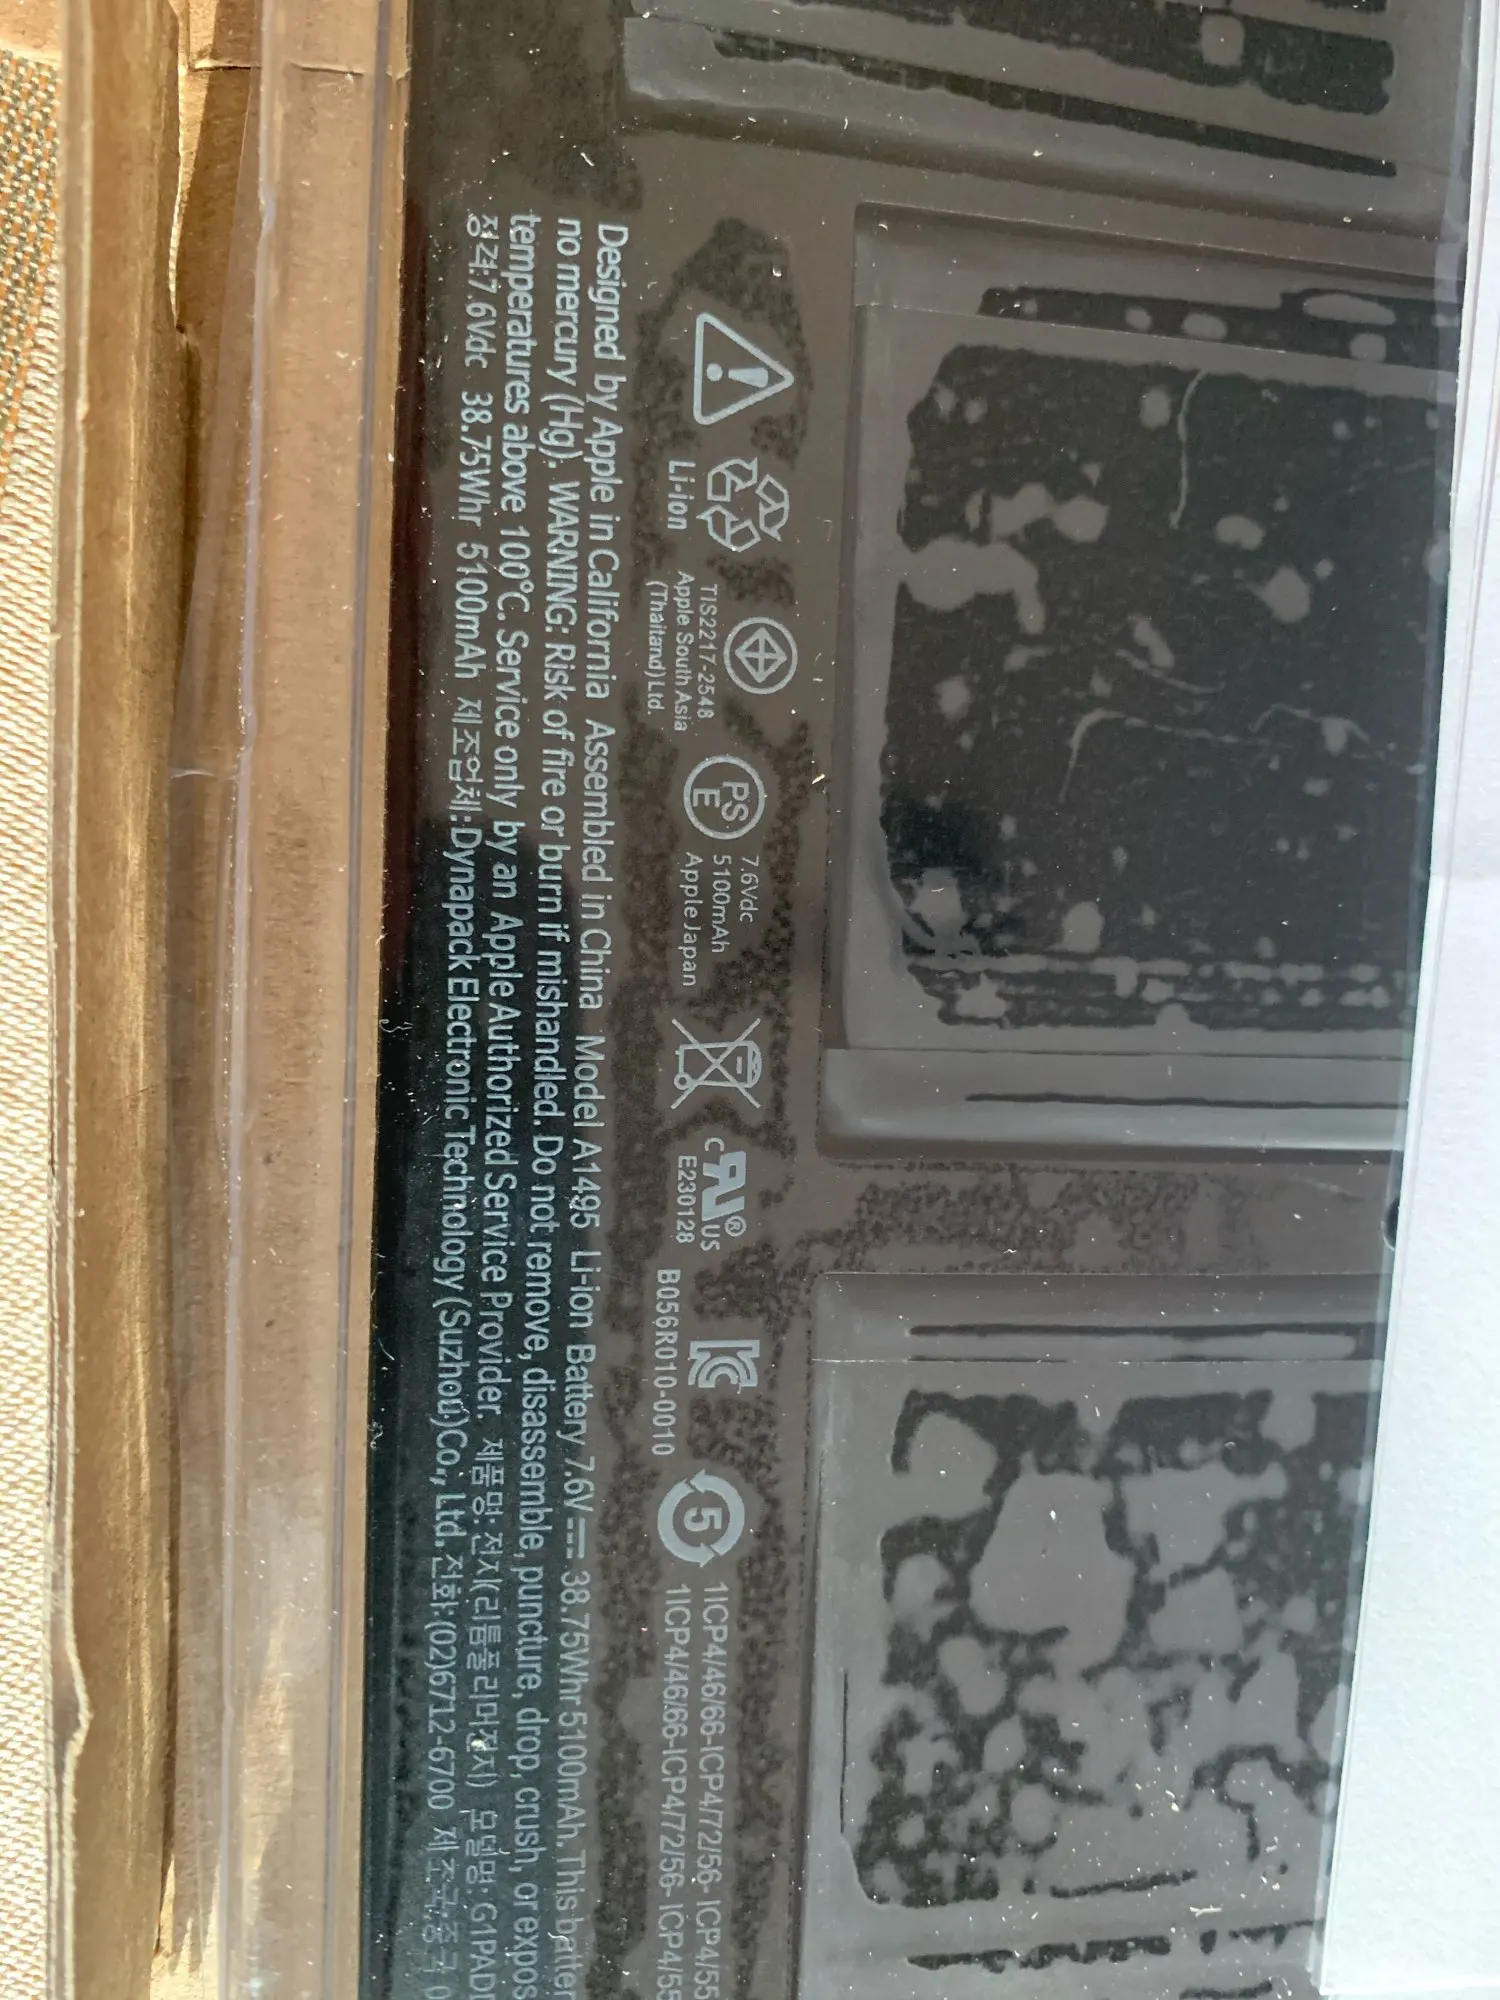 Li-ion
TIS2217-2548
Apple South Asia
(Thailand) Ltd.
PS
E
7.6Vdc
5100mAh
Apple Japan
c
US
®
E230128
B056R010-0010
5
1ICP4/46/66-ICP4/72/56- ICP4/55
1ICP4/46/66-ICP4/72/56- ICP4/55
Designed by Apple in California Assembled in China Model A1495 Li-ion Battery 7.6V⎓38.75Whr 5100mAh. This batter
no mercury (Hg). WARNING: Risk of fire or burn if mishandled. Do not remove, disassemble, puncture, drop, crush, or expos
temperatures above 100°C. Service only by an Apple Authorized Service Provider. 제품명:전지(리튬폴리머전지) 모델명: G1PAD
정격:7.6Vdc 38.75Whr 5100mAh 제조업체:Dynapack Electronic Technology (Suzhou)Co., Ltd. 전화:(02)6712-6700 제조국:중국